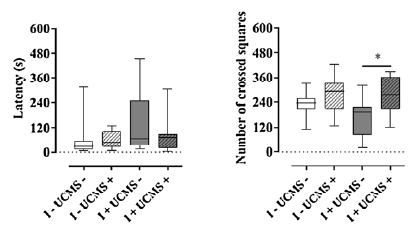 Latency (s)
600
480
360
240
120
0
I - UCMS -
I - UCMS +
I + UCMS -
I + UCMS +
Number of crossed squares
600
480
360
240
120
0
*
I - UCMS -
I - UCMS +
I + UCMS -
I + UCMS +